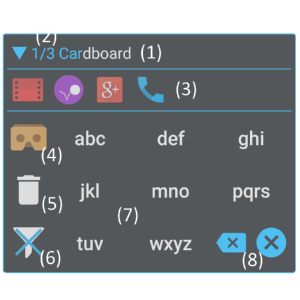 (2)
1/3 Cardboard (1)
8+ (3)
abc def ghi
(4)
jkl mno pqrs
(5)
(7)
tuv wxyz
(6) (8)